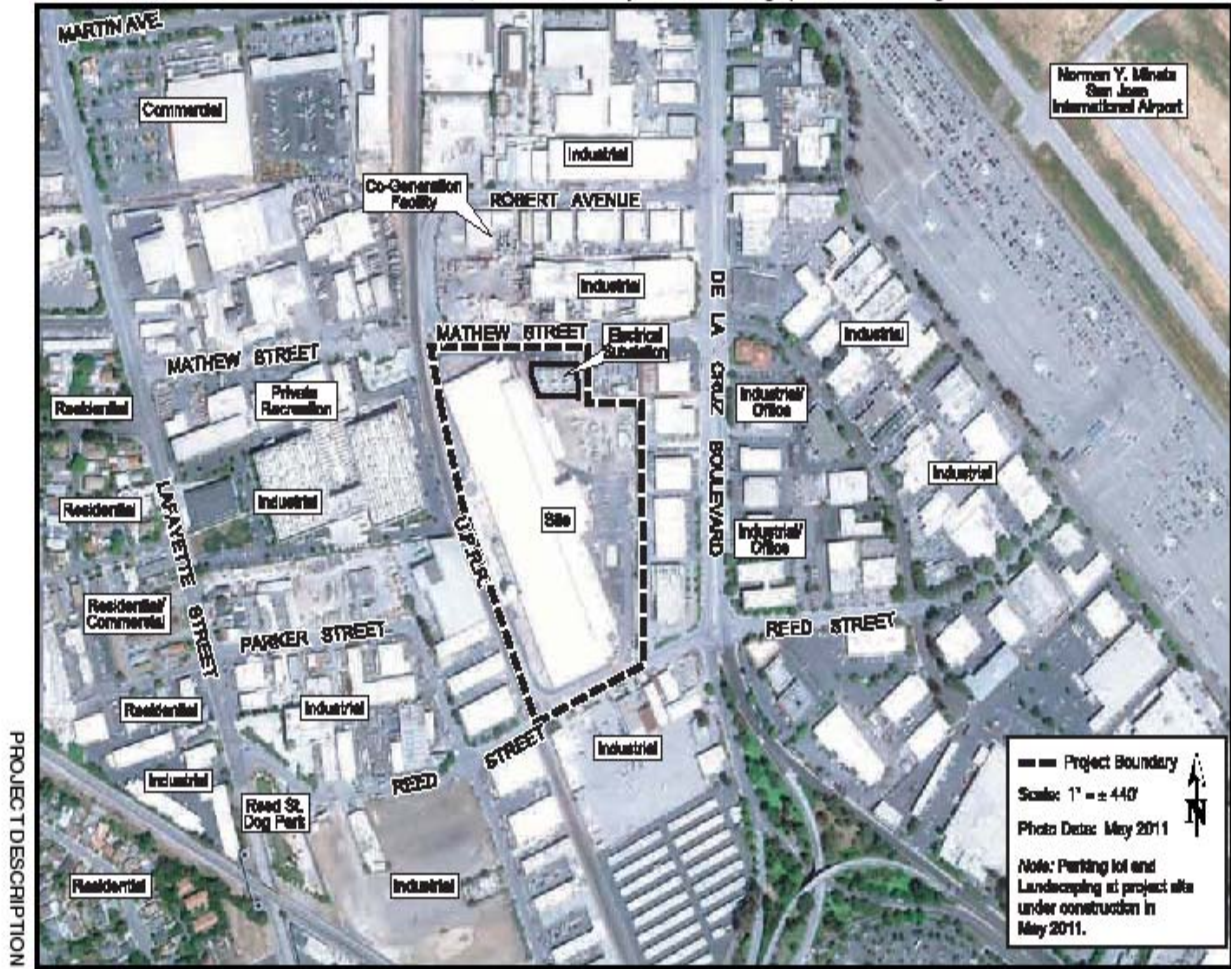 MARTIN AVE.
Commercial
Norman Y. Mineta
San Jose
International Airport
Industrial
Co-Generation
Facility
ROBERT AVENUE
Industrial
DE LA CRUZ BOULEVARD
MATHEW STREET
Electrical
Substation
Industrial
MATHEW STREET
Private
Recreation
Residential
Industrial/
Office
Industrial
Residential
Industrial
LAFAYETTE STREET
U.P.R.R.
Site
Industrial/
Office
Residential/
Commercial
PARKER STREET
REED STREET
Residential
Industrial
Industrial
REED STREET
Industrial
Reed St.
Dog Park
Residential
Industrial
Project Boundary
Scale: 1" = ± 440'
Photo Date: May 2011
N
Note: Parking lot and
Landscaping at project site
under construction in
May 2011.
PROJECT DESCRIPTION